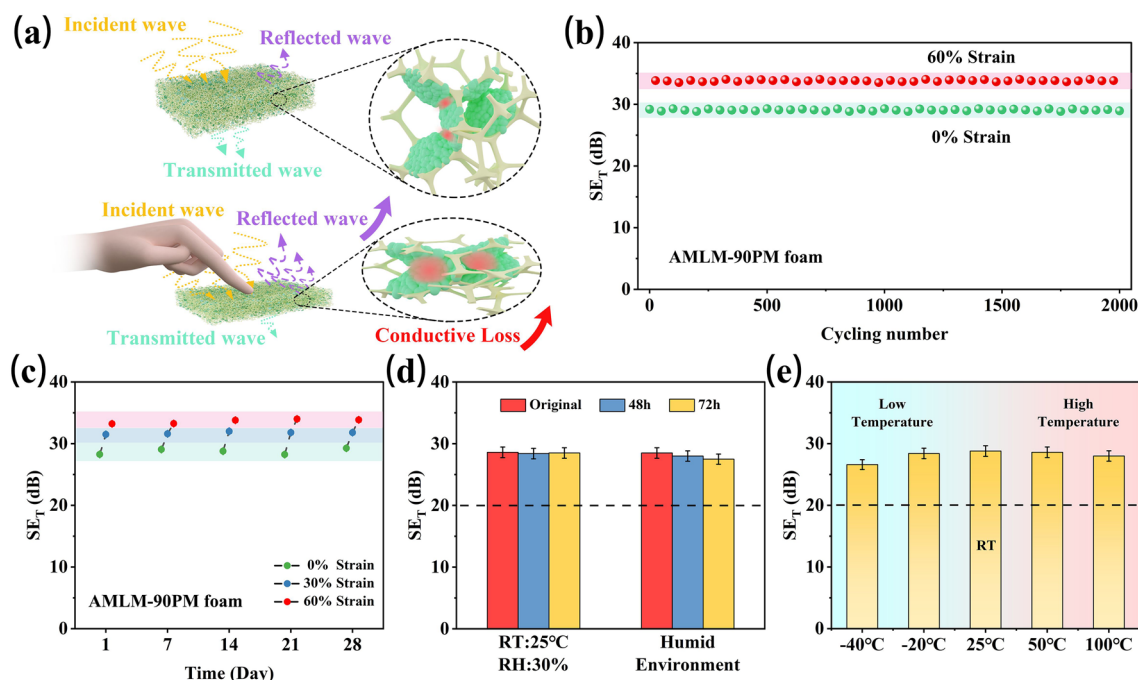 (a)
Incident wave
Reflected wave
Transmitted wave
Incident wave
Reflected wave
Transmitted wave
Conductive Loss
(b)
40
30
20
10
0
SE_T (dB)
60% Strain
0% Strain
AMLM-90PM foam
0 500 1000 1500 2000
Cycling number
(c)
40
30
20
10
0
SE_T (dB)
0% Strain
30% Strain
60% Strain
AMLM-90PM foam
1 7 14 21 28
Time (Day)
(d)
40
30
20
10
0
SE_T (dB)
Original 48h 72h
RT:25℃ Humid
RH:30% Environment
(e)
40
30
20
10
0
SE_T (dB)
Low High
Temperature Temperature
RT
-40℃ -20℃ 25℃ 50℃ 100℃